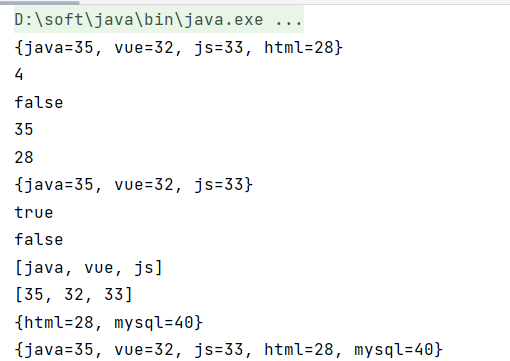 D:\soft\java\bin\java.exe ...
{java=35, vue=32, js=33, html=28}
4
false
35
28
{java=35, vue=32, js=33}
true
false
[java, vue, js]
[35, 32, 33]
{html=28, mysql=40}
{java=35, vue=32, js=33, html=28, mysql=40}